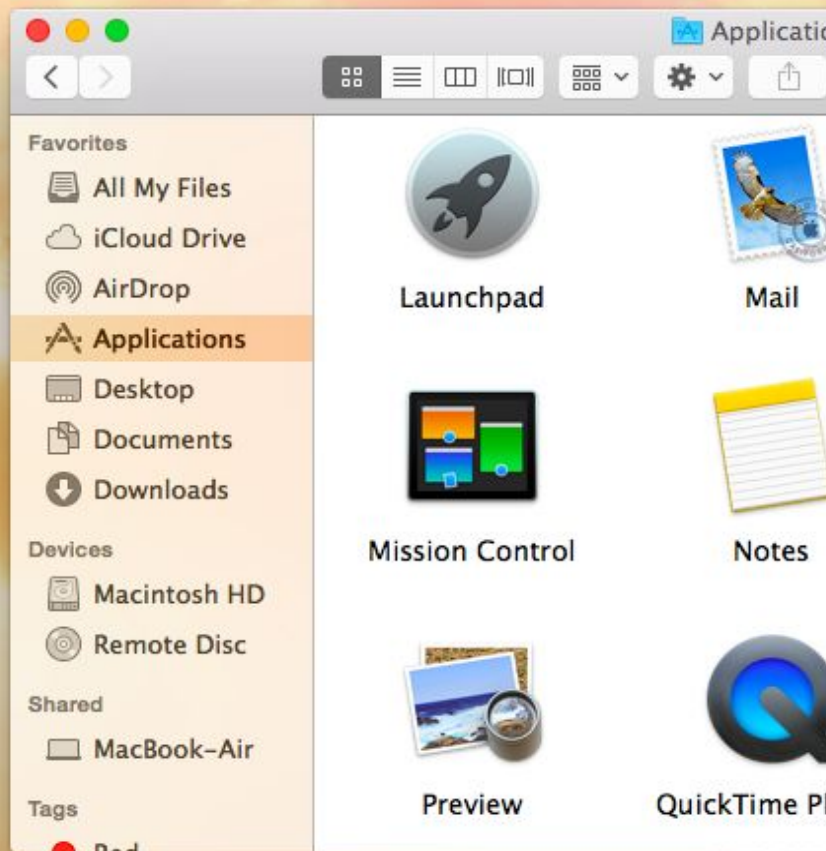 Applicatio
Favorites
All My Files
iCloud Drive
AirDrop
Applications
Desktop
Documents
Downloads
Devices
Macintosh HD
Remote Disc
Shared
MacBook-Air
Tags
Red
Launchpad
Mail
Mission Control
Notes
Preview
QuickTime Pl